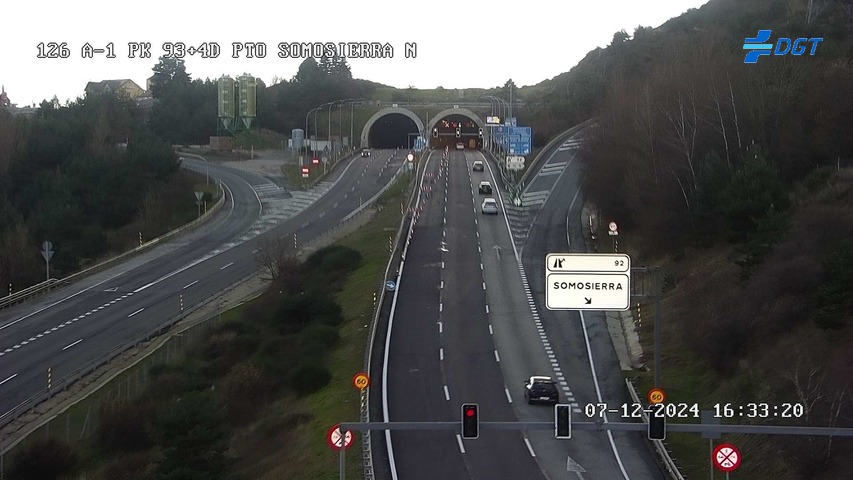 126 A-1 PK 93+4D PTO SOMOSIERRA N
DGT
92
SOMOSIERRA
60
60
07-12-2024 16:33:20